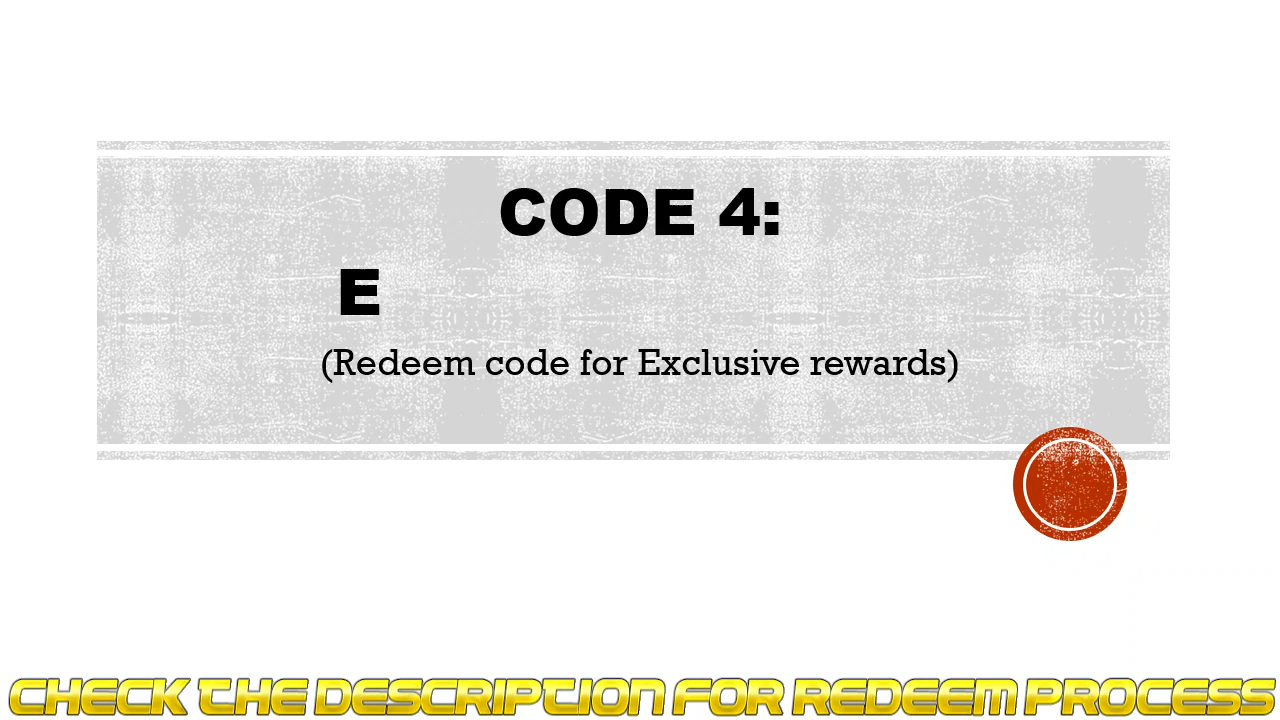 CODE 4:
E
(Redeem code for Exclusive rewards)
CHECK THE DESCRIPTION FOR REDEEM PROCESS